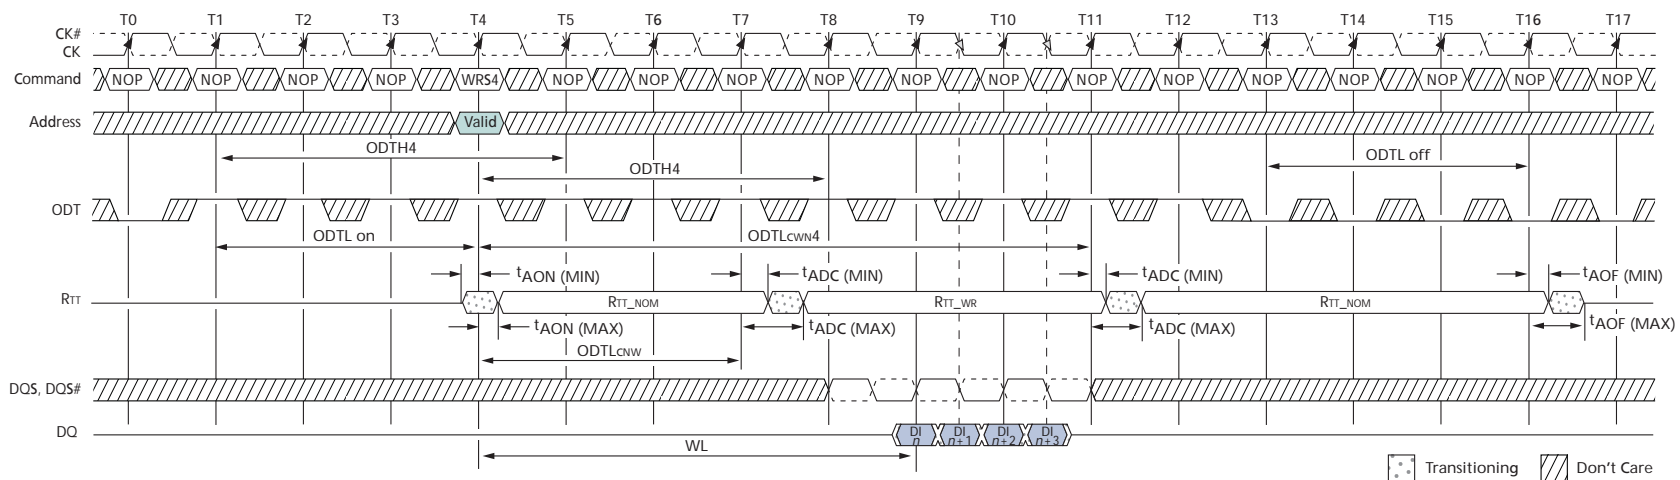 T0 T1 T2 T3 T4 T5 T6 T7 T8 T9 T10 T11 T12 T13 T14 T15 T16 T17
CK#
CK
Command NOP NOP NOP NOP WRS4 NOP NOP NOP NOP NOP NOP NOP NOP NOP NOP NOP NOP NOP
Address Valid
ODTH4 ODTL off
ODTH4
ODT
ODTL on ODTLCWN4
tAON (MIN) tADC (MIN) tADC (MIN) tAOF (MIN)
RTT RTT_NOM RTT_WR RTT_NOM
tAON (MAX) tADC (MAX) tADC (MAX) tAOF (MAX)
ODTLCNW
DQS, DQS#
DQ DI n DI n+1 DI n+2 DI n+3
WL
Transitioning Don't Care